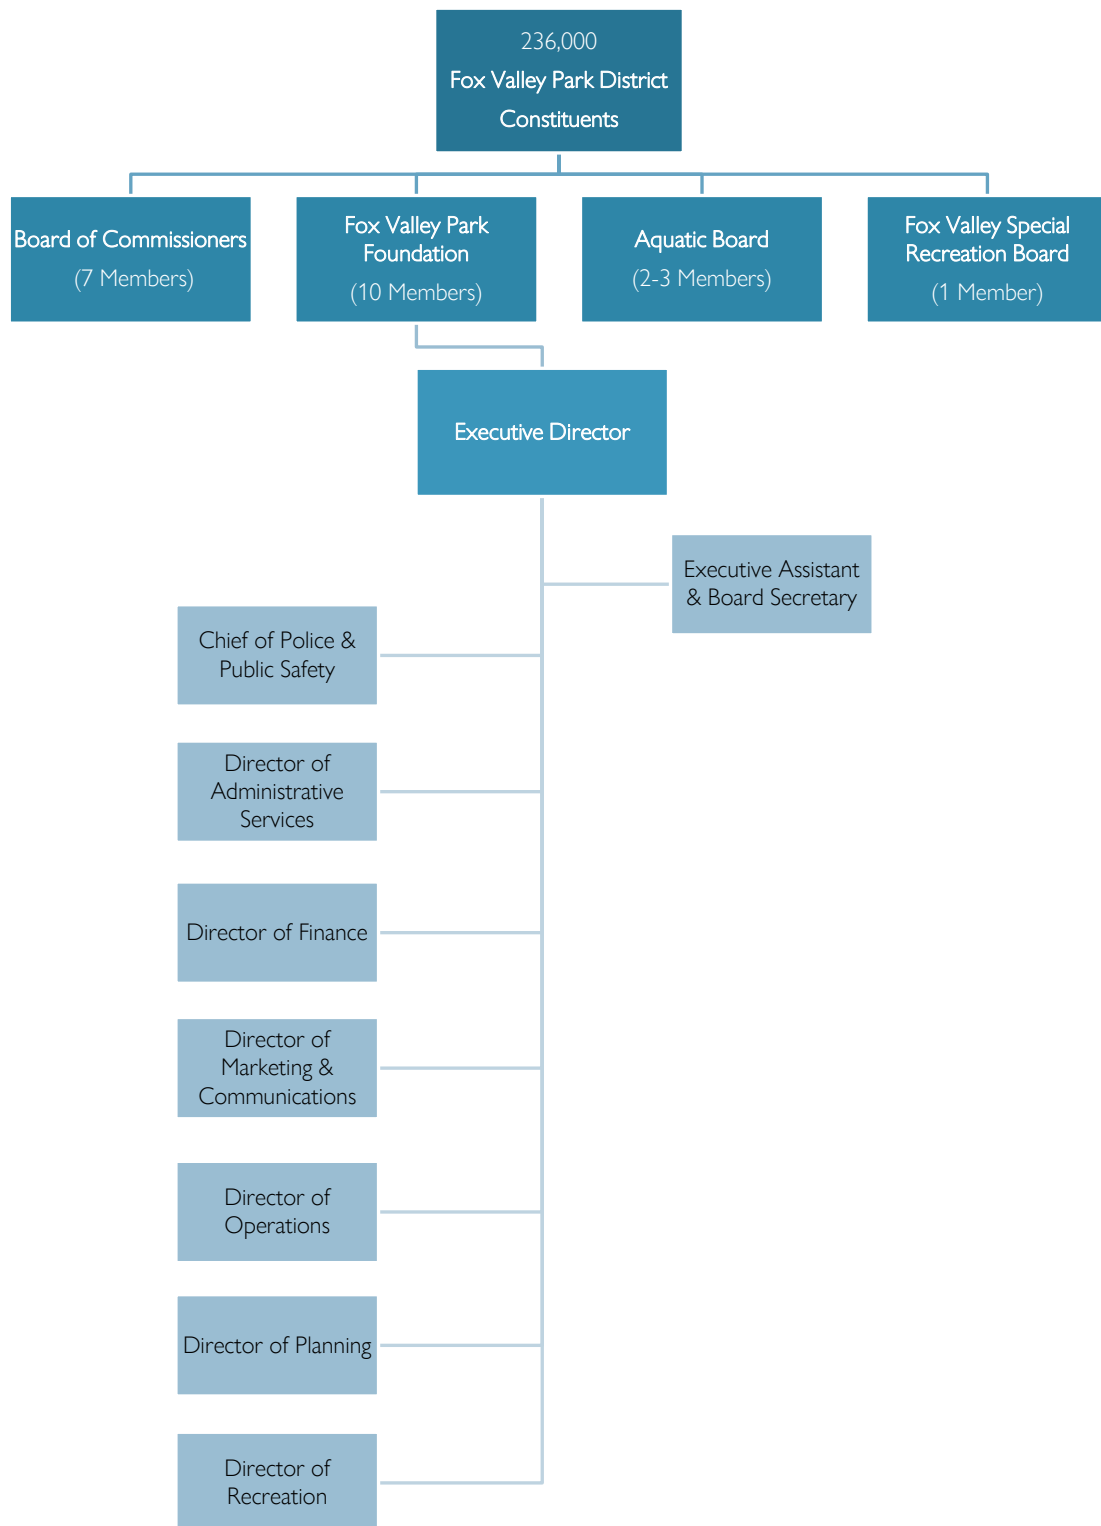 236,000
Fox Valley Park District
Constituents
Board of Commissioners
(7 Members)
Fox Valley Park
Foundation
(10 Members)
Aquatic Board
(2-3 Members)
Fox Valley Special
Recreation Board
(1 Member)
Executive Director
Executive Assistant
& Board Secretary
Chief of Police &
Public Safety
Director of
Administrative
Services
Director of Finance
Director of
Marketing &
Communications
Director of
Operations
Director of Planning
Director of
Recreation